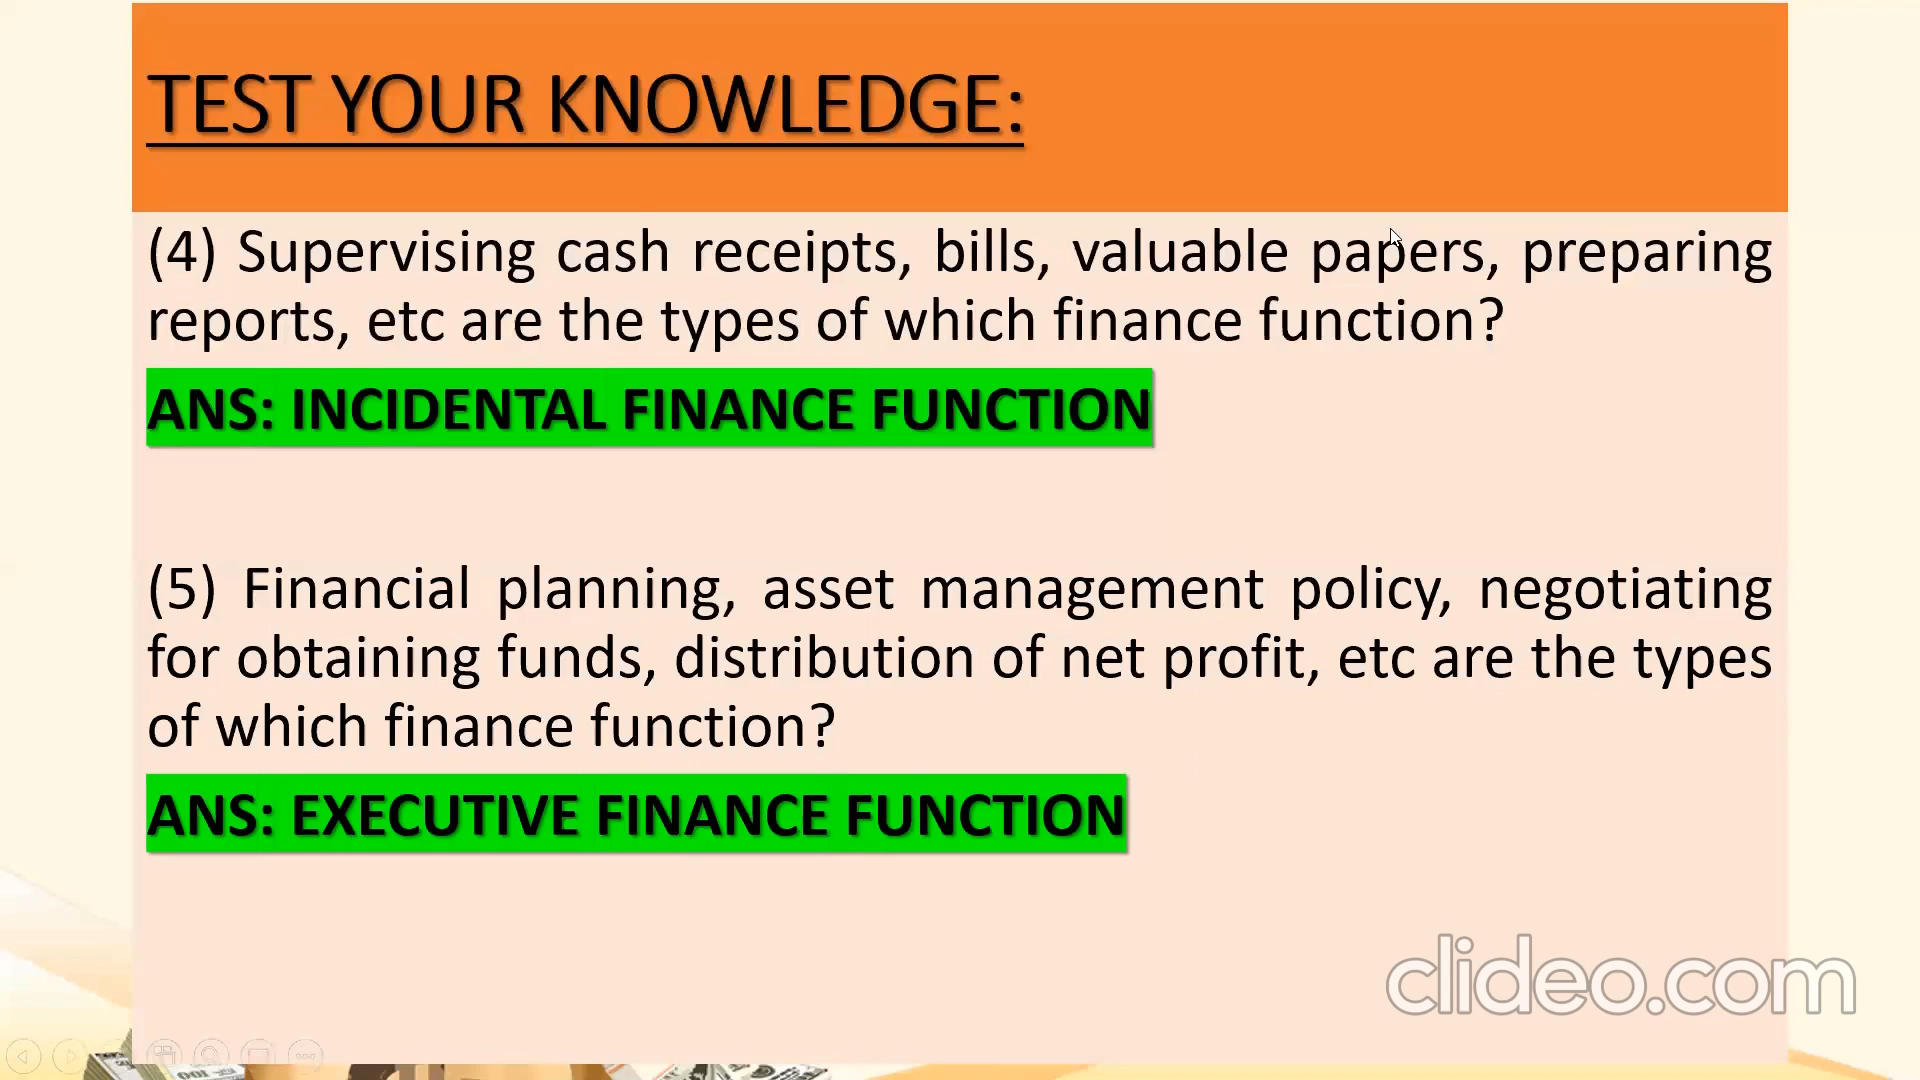 TEST YOUR KNOWLEDGE:
(4) Supervising cash receipts, bills, valuable papers, preparing
reports, etc are the types of which finance function?
ANS: INCIDENTAL FINANCE FUNCTION
(5) Financial planning, asset management policy, negotiating
for obtaining funds, distribution of net profit, etc are the types
of which finance function?
ANS: EXECUTIVE FINANCE FUNCTION
clideo.com
100